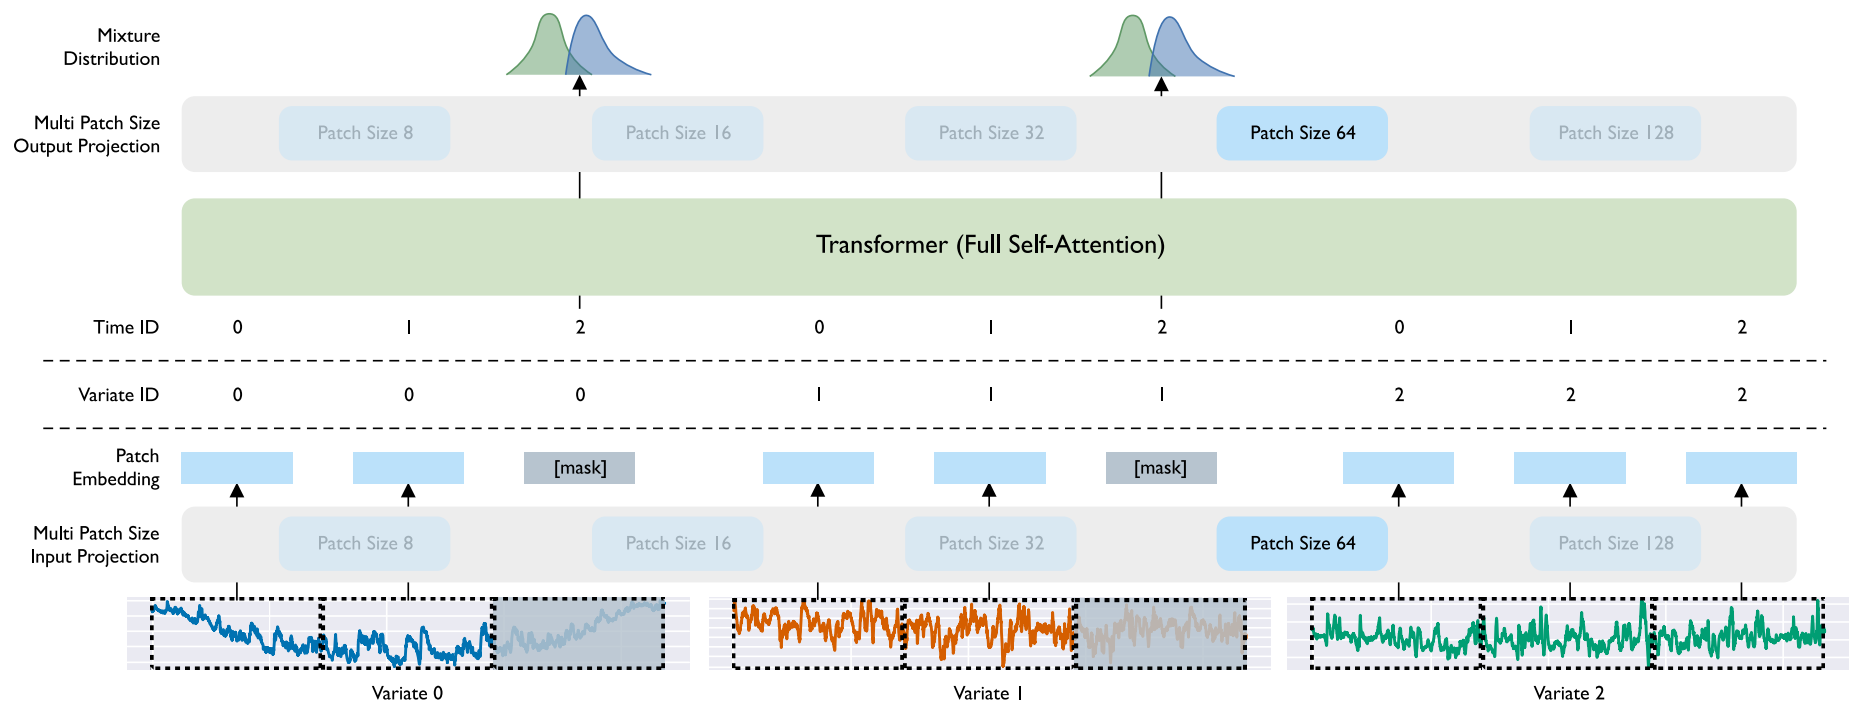 Mixture
Distribution
Multi Patch Size
Output Projection
Patch Size 8
Patch Size 16
Patch Size 32
Patch Size 64
Patch Size 128
Transformer (Full Self-Attention)
Time ID
0 1 2 0 1 2 0 1 2
Variate ID
0 0 0 1 1 1 2 2 2
Patch
Embedding
[mask]
[mask]
Multi Patch Size
Input Projection
Patch Size 8
Patch Size 16
Patch Size 32
Patch Size 64
Patch Size 128
Variate 0
Variate 1
Variate 2